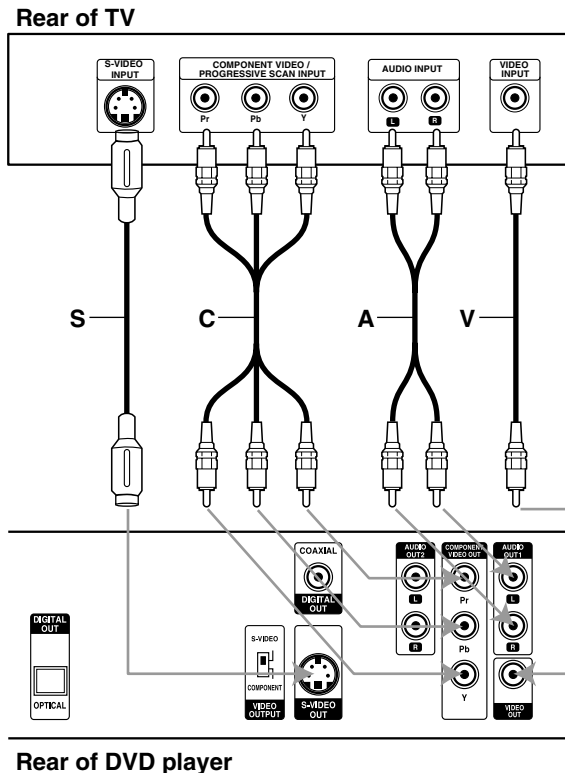 Rear of TV
S-VIDEO
INPUT
COMPONENT VIDEO /
PROGRESSIVE SCAN INPUT
AUDIO INPUT
VIDEO
INPUT
Pr
Pb
Y
L
R
S
C
A
V
COAXIAL
DIGITAL
OUT
AUDIO
OUT2
L
R
COMPONENT
VIDEO OUT
Pr
Pb
Y
AUDIO
OUT1
L
R
DIGITAL
OUT
OPTICAL
S-VIDEO
COMPONENT
VIDEO
OUTPUT
S-VIDEO
OUT
VIDEO
OUT
Rear of DVD player